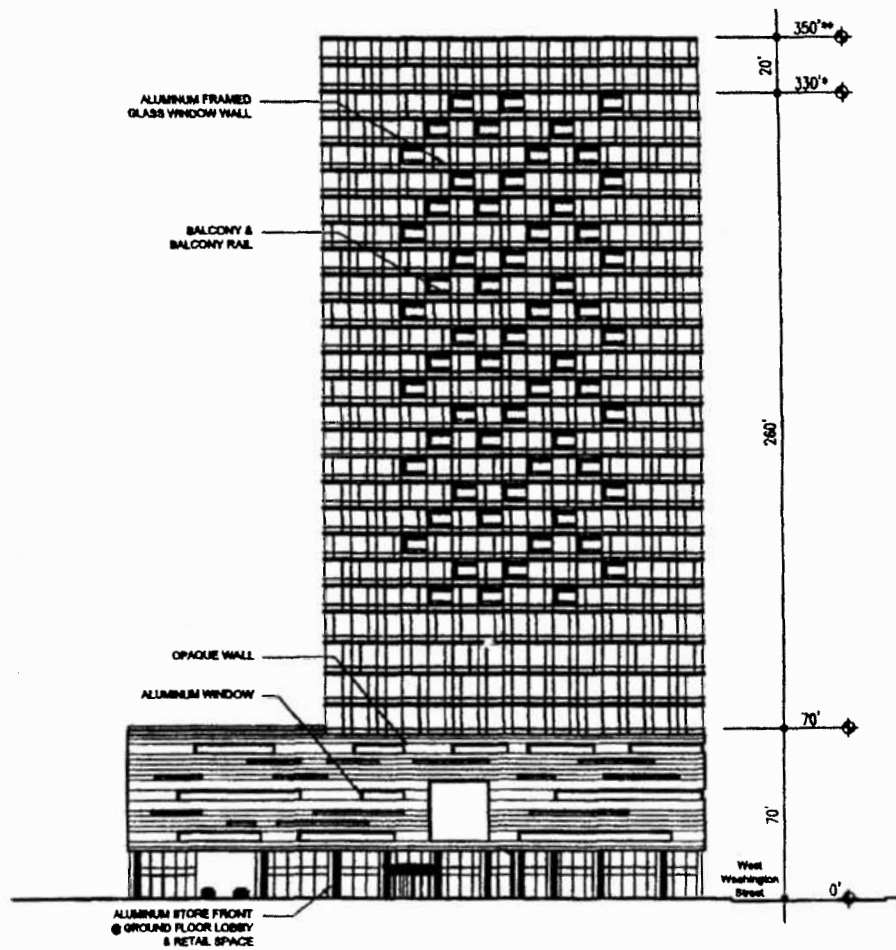 350'**
20'
330'*
ALUMINUM FRAMED
GLASS WINDOW WALL
BALCONY &
BALCONY RAIL
260'
OPAQUE WALL
ALUMINUM WINDOW
70'
70'
West
Washington
Street
0'
ALUMINUM STORE FRONT
@ GROUND FLOOR LOBBY
& RETAIL SPACE